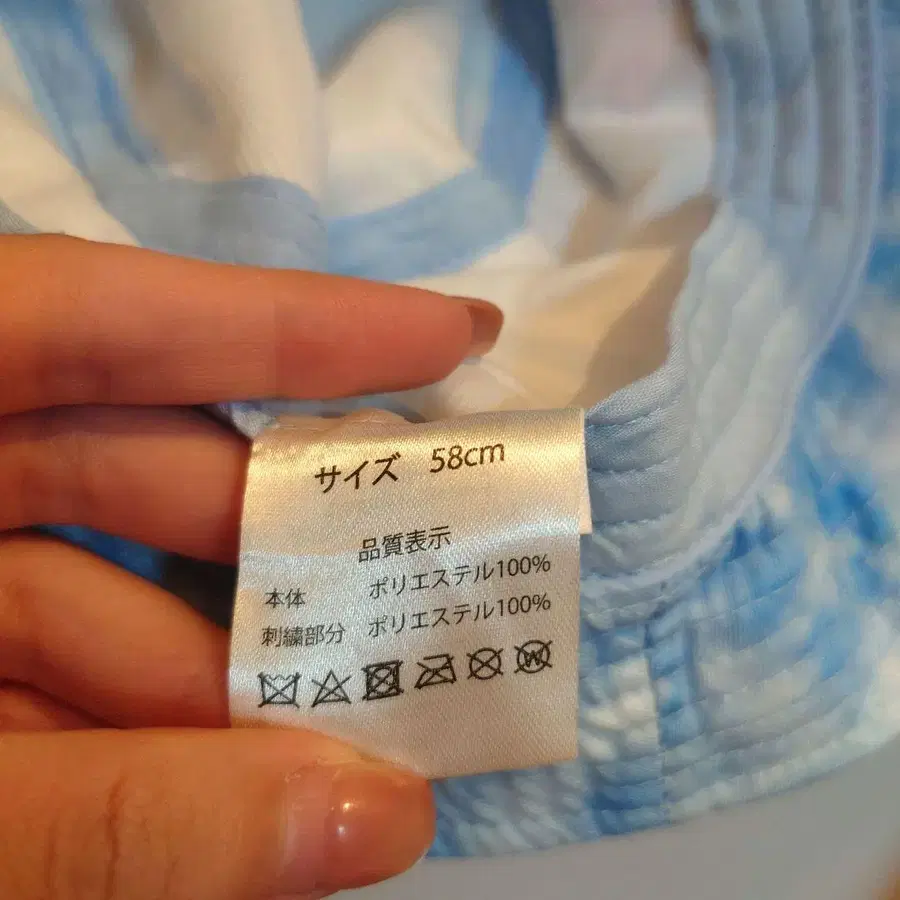 サイズ 58cm
品質表示
本体 ポリエステル100%
刺繍部分 ポリエステル100%
W